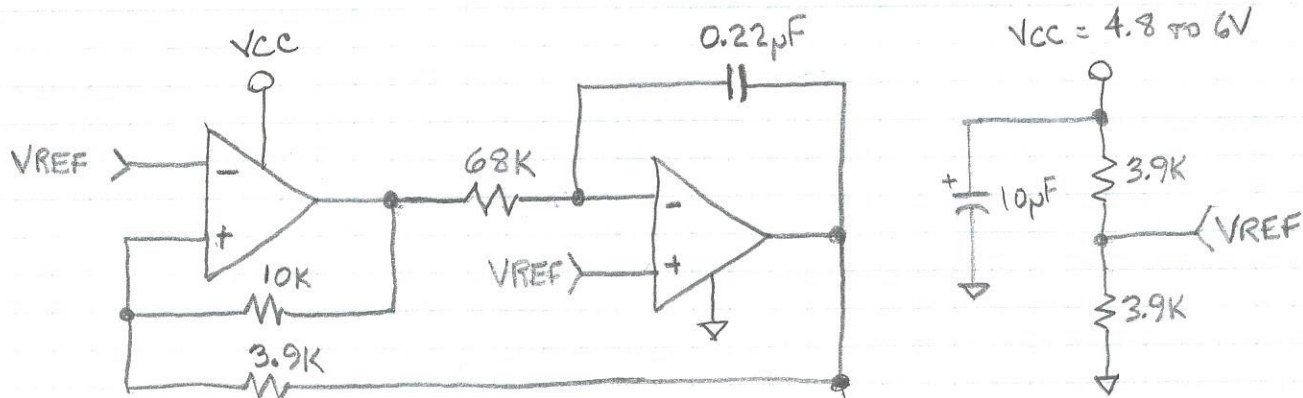 VCC
0.22µF
VCC = 4.8 TO 6V
VREF
-
+
68K
-
+
VREF
10K
3.9K
+
10µF
3.9K
VREF
3.9K